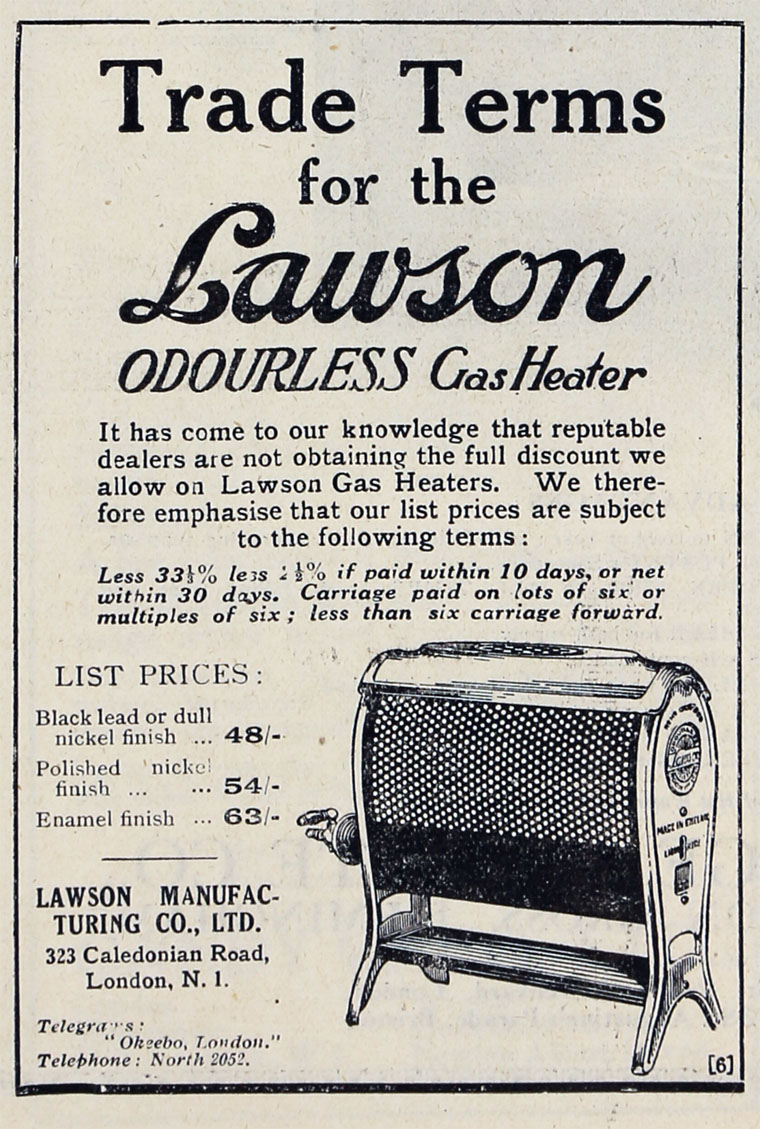 Trade Terms
for the
Lawson
ODOURLESS Gas Heater
It has come to our knowledge that reputable
dealers are not obtaining the full discount we
allow on Lawson Gas Heaters. We there-
fore emphasise that our list prices are subject
to the following terms :
Less 33⅓% less 2½% if paid within 10 days, or net
within 30 days. Carriage paid on lots of six or
multiples of six ; less than six carriage forward.
LIST PRICES :
Black lead or dull
nickel finish ... 48/-
Polished nickel
finish ... ... 54/-
Enamel finish ... 63/-
LAWSON MANUFAC-
TURING CO., LTD.
323 Caledonian Road,
London, N. 1.
Telegrams :
"Okeebo, London."
Telephone : North 2052.
MADE IN ENGLAND
[6]